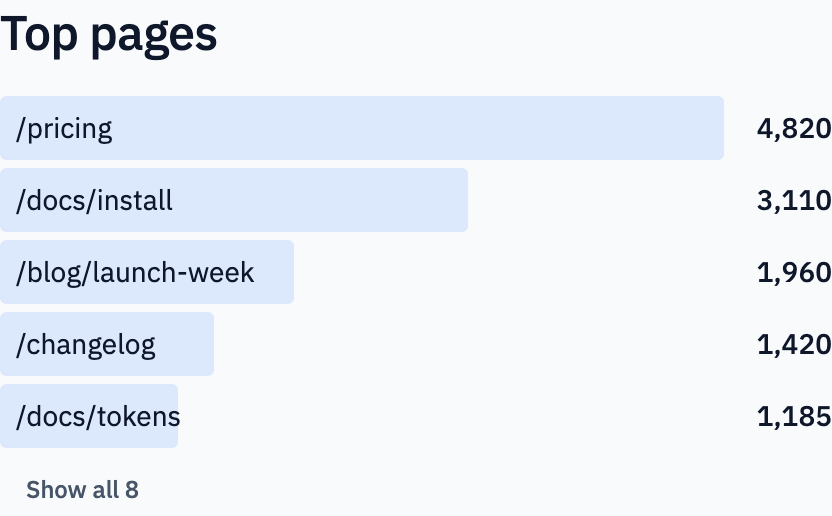 Top pages
/pricing 4,820
/docs/install 3,110
/blog/launch-week 1,960
/changelog 1,420
/docs/tokens 1,185
Show all 8